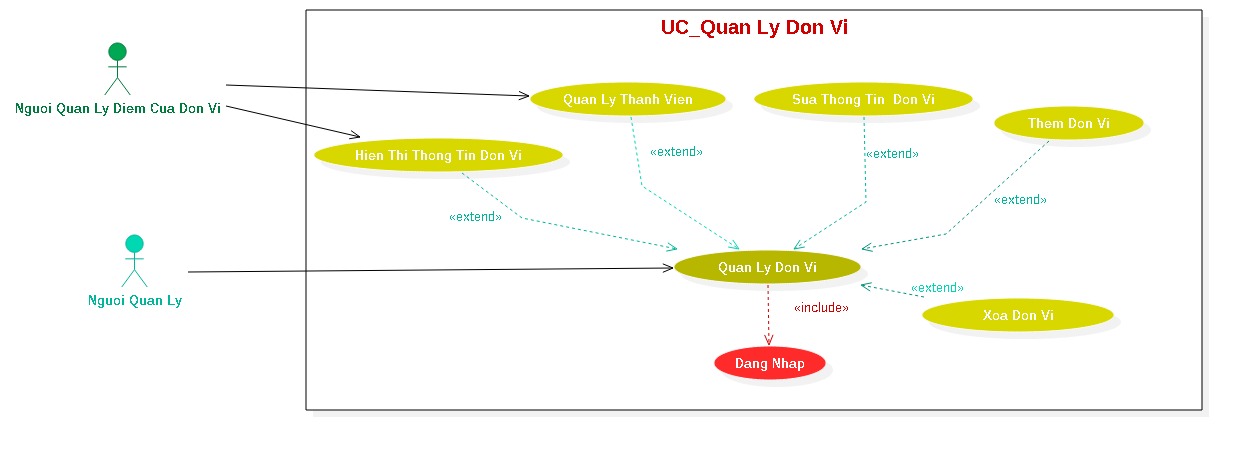 UC_Quan Ly Don Vi
Nguoi Quan Ly Diem Cua Don Vi
Quan Ly Thanh Vien
Sua Thong Tin  Don Vi
Them Don Vi
Hien Thi Thong Tin Don Vi
«extend»
«extend»
«extend»
«extend»
Nguoi Quan Ly
Quan Ly Don Vi
«extend»
«include»
Xoa Don Vi
Dang Nhap